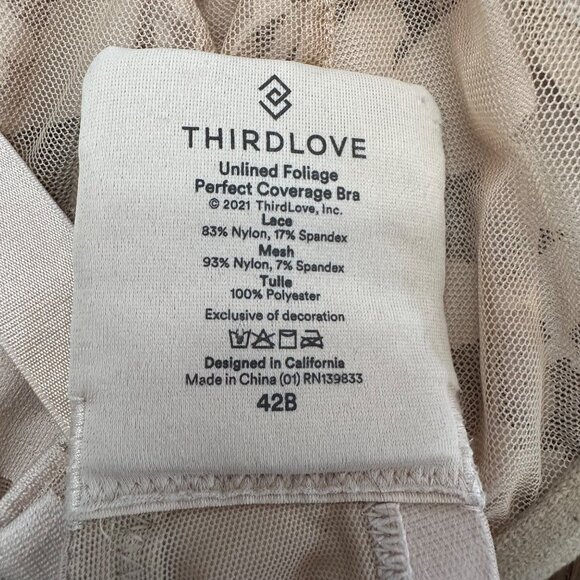 THIRDLOVE
Unlined Foliage
Perfect Coverage Bra
© 2021 ThirdLove, Inc.
Lace
83% Nylon, 17% Spandex
Mesh
93% Nylon, 7% Spandex
Tulle
100% Polyester
Exclusive of decoration
Designed in California
Made in China (01) RN139833
42B